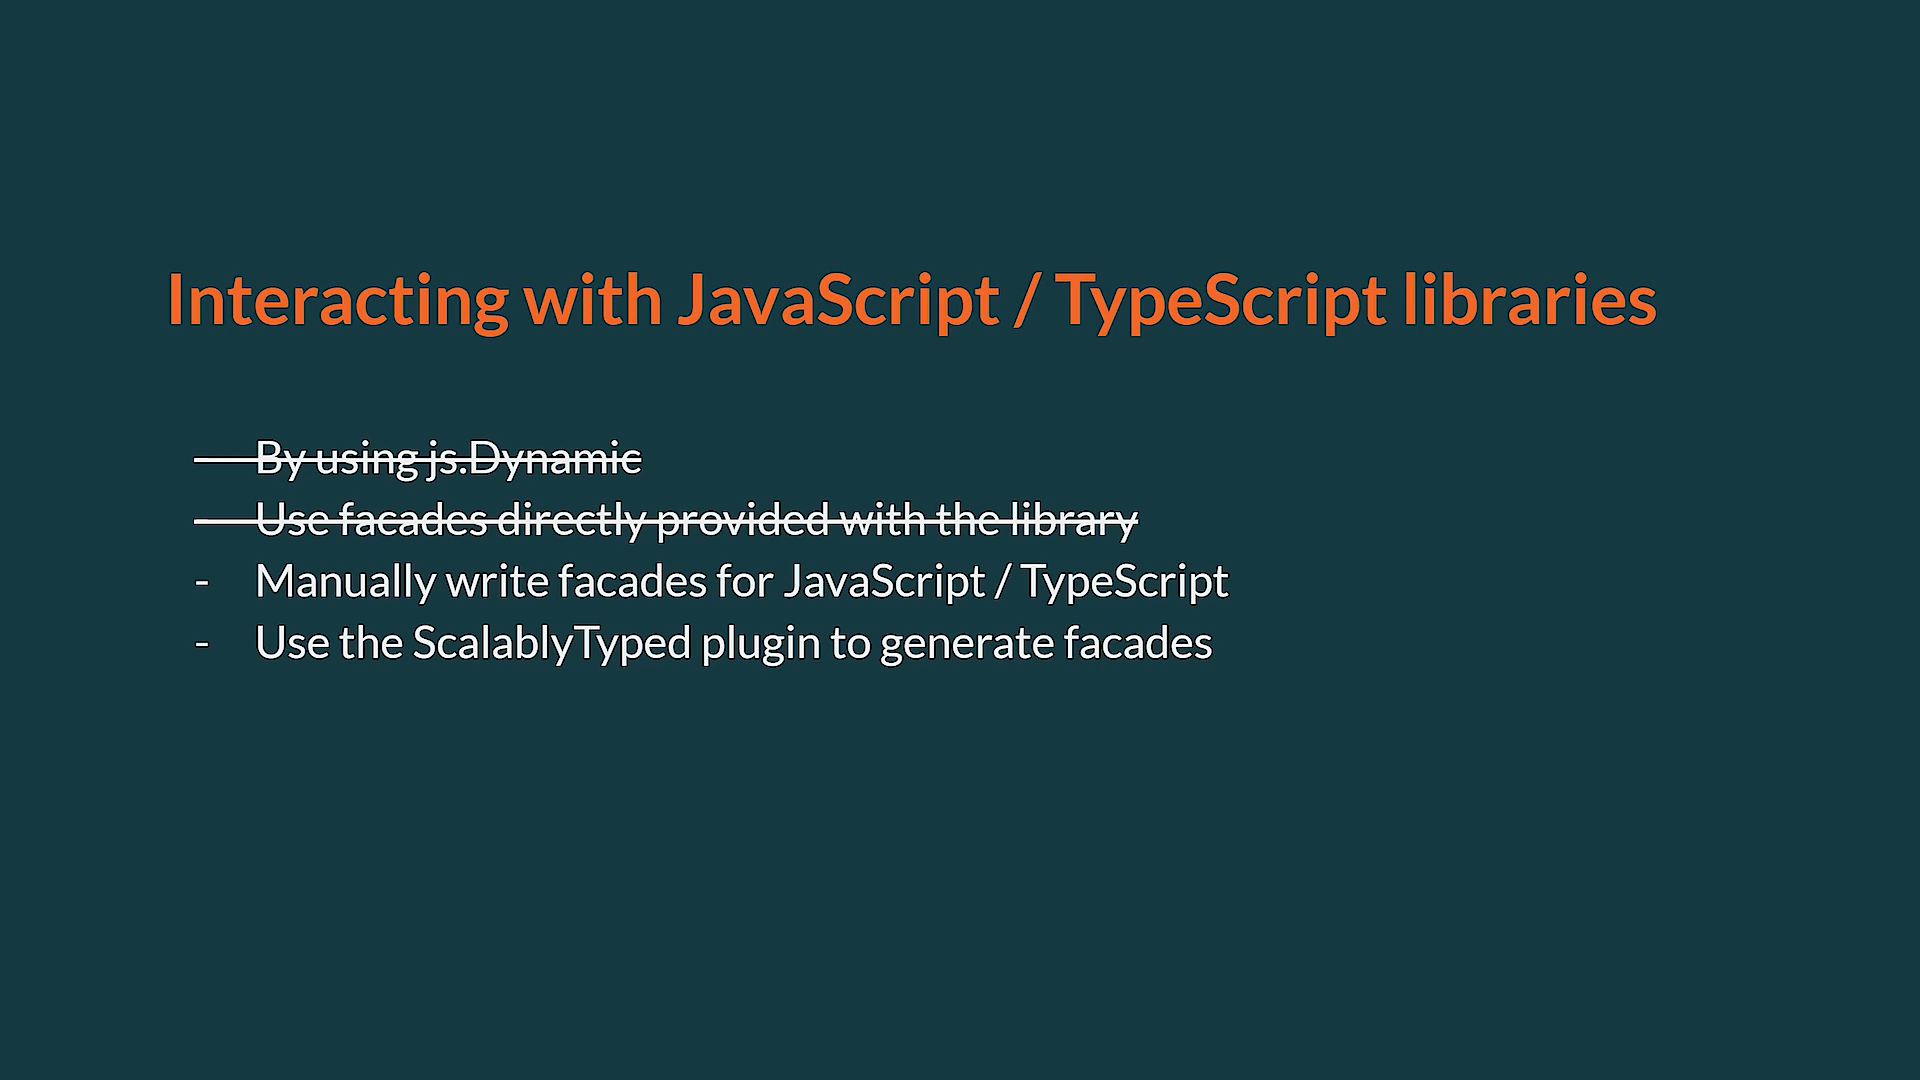 Interacting with JavaScript / TypeScript libraries
- By using js.Dynamic
- Use facades directly provided with the library
- Manually write facades for JavaScript / TypeScript
- Use the ScalablyTyped plugin to generate facades